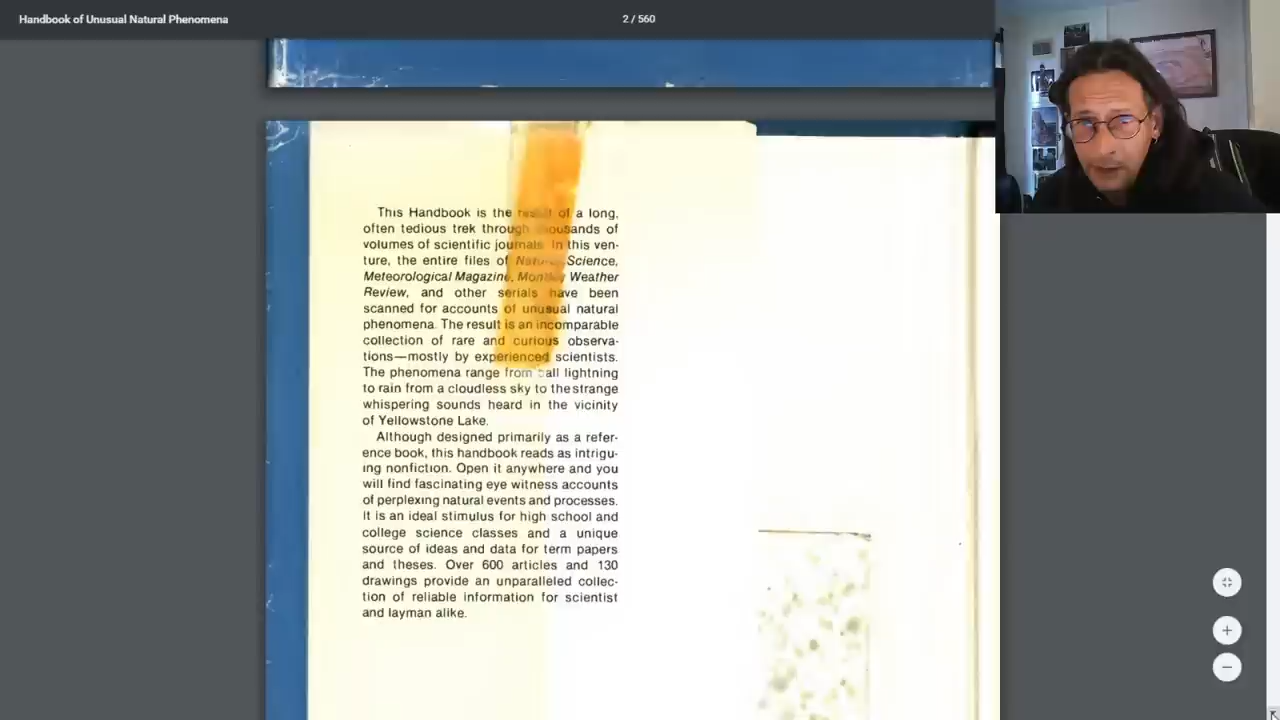 Handbook of Unusual Natural Phenomena
2 / 560
This Handbook is the result of a long,
often tedious trek through thousands of
volumes of scientific journals. In this ven-
ture, the entire files of Nature, Science,
Meteorological Magazine, Monthly Weather
Review, and other serials have been
scanned for accounts of unusual natural
phenomena. The result is an incomparable
collection of rare and curious observa-
tions—mostly by experienced scientists.
The phenomena range from ball lightning
to rain from a cloudless sky to the strange
whispering sounds heard in the vicinity
of Yellowstone Lake.
Although designed primarily as a refer-
ence book, this handbook reads as intrigu-
ing nonfiction. Open it anywhere and you
will find fascinating eye witness accounts
of perplexing natural events and processes.
It is an ideal stimulus for high school and
college science classes and a unique
source of ideas and data for term papers
and theses. Over 600 articles and 130
drawings provide an unparalleled collec-
tion of reliable information for scientist
and layman alike.